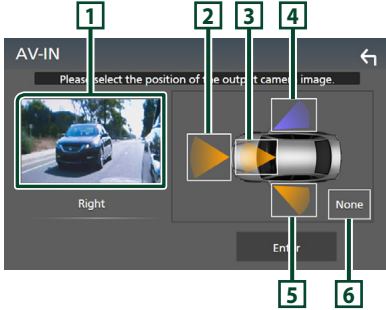 1 2 3 4
AV-IN
Please select the position of the output camera image.
Right
None
Enter
5 6